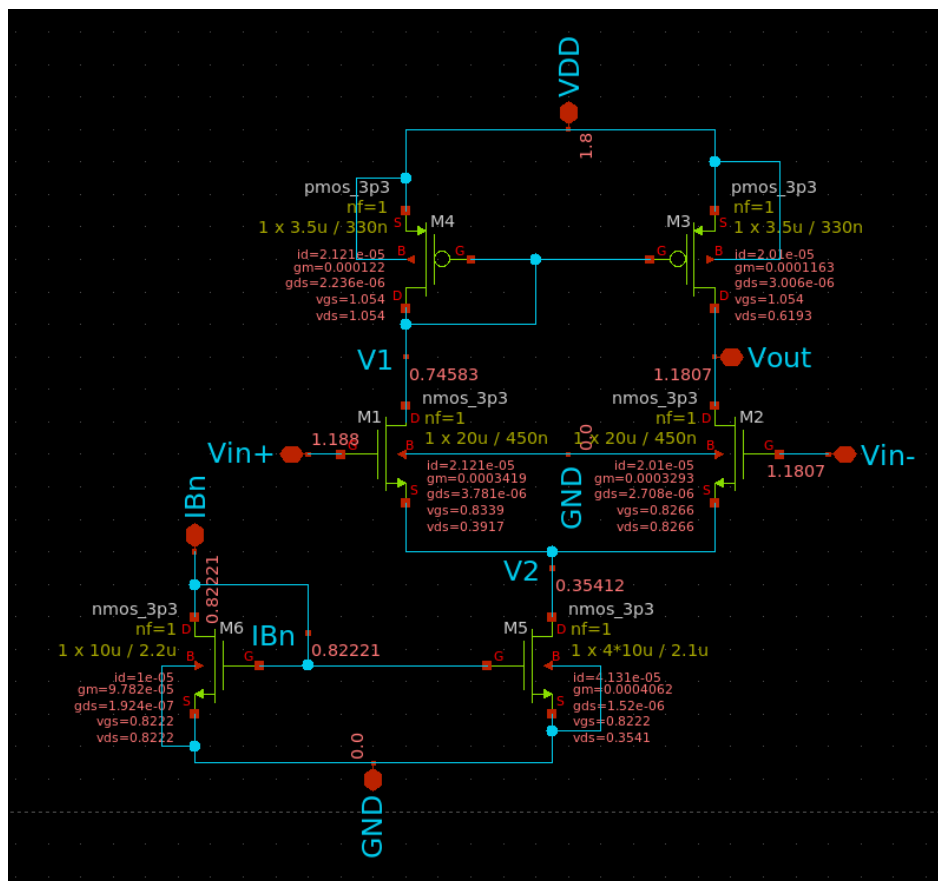 VDD
1.8
pmos_3p3
nf=1
1 x 3.5u / 330n
S
M4
B
G
D
id=2.121e-05
gm=0.000122
gds=2.236e-06
vgs=1.054
vds=1.054
pmos_3p3
nf=1
1 x 3.5u / 330n
M3
S
G
B
D
id=2.01e-05
gm=0.0001163
gds=3.006e-06
vgs=1.054
vds=0.6193
V1
0.74583
Vout
1.1807
nmos_3p3
nf=1
1 x 20u / 450n
M1
D
G
B
S
Vin+
1.188
id=2.121e-05
gm=0.0003419
gds=3.781e-06
vgs=0.8339
vds=0.3917
0.0
GND
nmos_3p3
nf=1
1 x 20u / 450n
M2
D
B
G
S
Vin-
1.1807
id=2.01e-05
gm=0.0003293
gds=2.708e-06
vgs=0.8266
vds=0.8266
IBn
0.82221
V2
0.35412
nmos_3p3
nf=1
1 x 10u / 2.2u
D
M6
B
G
S
IBn
0.82221
id=1e-05
gm=9.782e-05
gds=1.924e-07
vgs=0.8222
vds=0.8222
nmos_3p3
nf=1
1 x 4*10u / 2.1u
M5
D
G
B
S
id=4.131e-05
gm=0.0004062
gds=1.52e-06
vgs=0.8222
vds=0.3541
0.0
GND